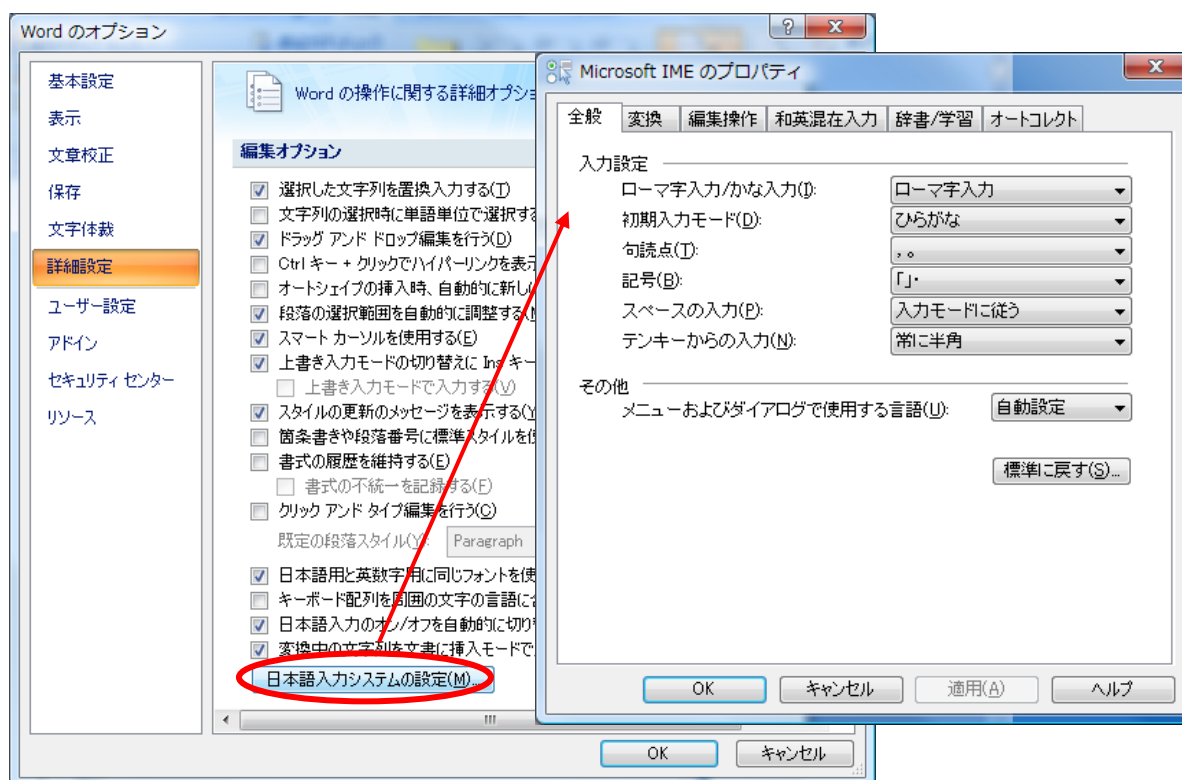 Word のオプション
基本設定
表示
文章校正
保存
文字体裁
詳細設定
ユーザー設定
アドイン
セキュリティ センター
リソース
Word の操作に関する詳細オプショ
編集オプション
選択した文字列を置換入力する(T)
文字列の選択時に単語単位で選択す
ドラッグ アンド ドロップ編集を行う(D)
Ctrl キー + クリックでハイパーリンクを表示
オートシェイプの挿入時、自動的に新し
段落の選択範囲を自動的に調整する
スマート カーソルを使用する(E)
上書き入力モードの切り替えに Ins キー
上書き入力モードで入力する(V)
スタイルの更新のメッセージを表示する(
箇条書きや段落番号に標準スタイルを
書式の履歴を維持する(E)
書式の不統一を記録する(F)
クリック アンド タイプ編集を行う(C)
既定の段落スタイル(Y): Paragraph
日本語用と英数字用に同じフォントを使
キーボード配列を周囲の文字の言語に
日本語入力のオン/オフを自動的に切り
変換中の文字列を文書に挿入モードで
日本語入力システムの設定(M)...
OK キャンセル
Microsoft IME のプロパティ
全般 変換 編集操作 和英混在入力 辞書/学習 オートコレクト
入力設定
ローマ字入力/かな入力(I): ローマ字入力
初期入力モード(D): ひらがな
句読点(T): ，。
記号(B): 「」・
スペースの入力(P): 入力モードに従う
テンキーからの入力(N): 常に半角
その他
メニューおよびダイアログで使用する言語(U): 自動設定
標準に戻す(S)...
OK キャンセル 適用(A) ヘルプ